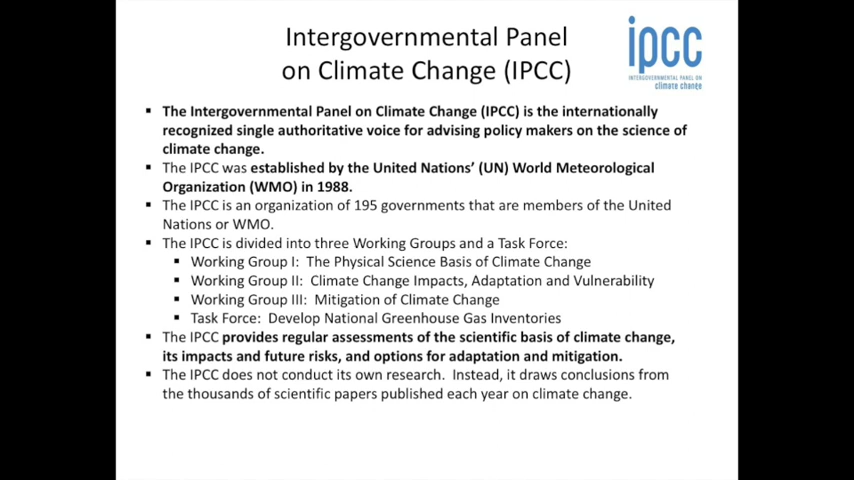 Intergovernmental Panel
on Climate Change (IPCC)
ipcc
INTERGOVERNMENTAL PANEL ON
climate change
▪ The Intergovernmental Panel on Climate Change (IPCC) is the internationally
recognized single authoritative voice for advising policy makers on the science of
climate change.
▪ The IPCC was established by the United Nations' (UN) World Meteorological
Organization (WMO) in 1988.
▪ The IPCC is an organization of 195 governments that are members of the United
Nations or WMO.
▪ The IPCC is divided into three Working Groups and a Task Force:
▪ Working Group I: The Physical Science Basis of Climate Change
▪ Working Group II: Climate Change Impacts, Adaptation and Vulnerability
▪ Working Group III: Mitigation of Climate Change
▪ Task Force: Develop National Greenhouse Gas Inventories
▪ The IPCC provides regular assessments of the scientific basis of climate change,
its impacts and future risks, and options for adaptation and mitigation.
▪ The IPCC does not conduct its own research. Instead, it draws conclusions from
the thousands of scientific papers published each year on climate change.